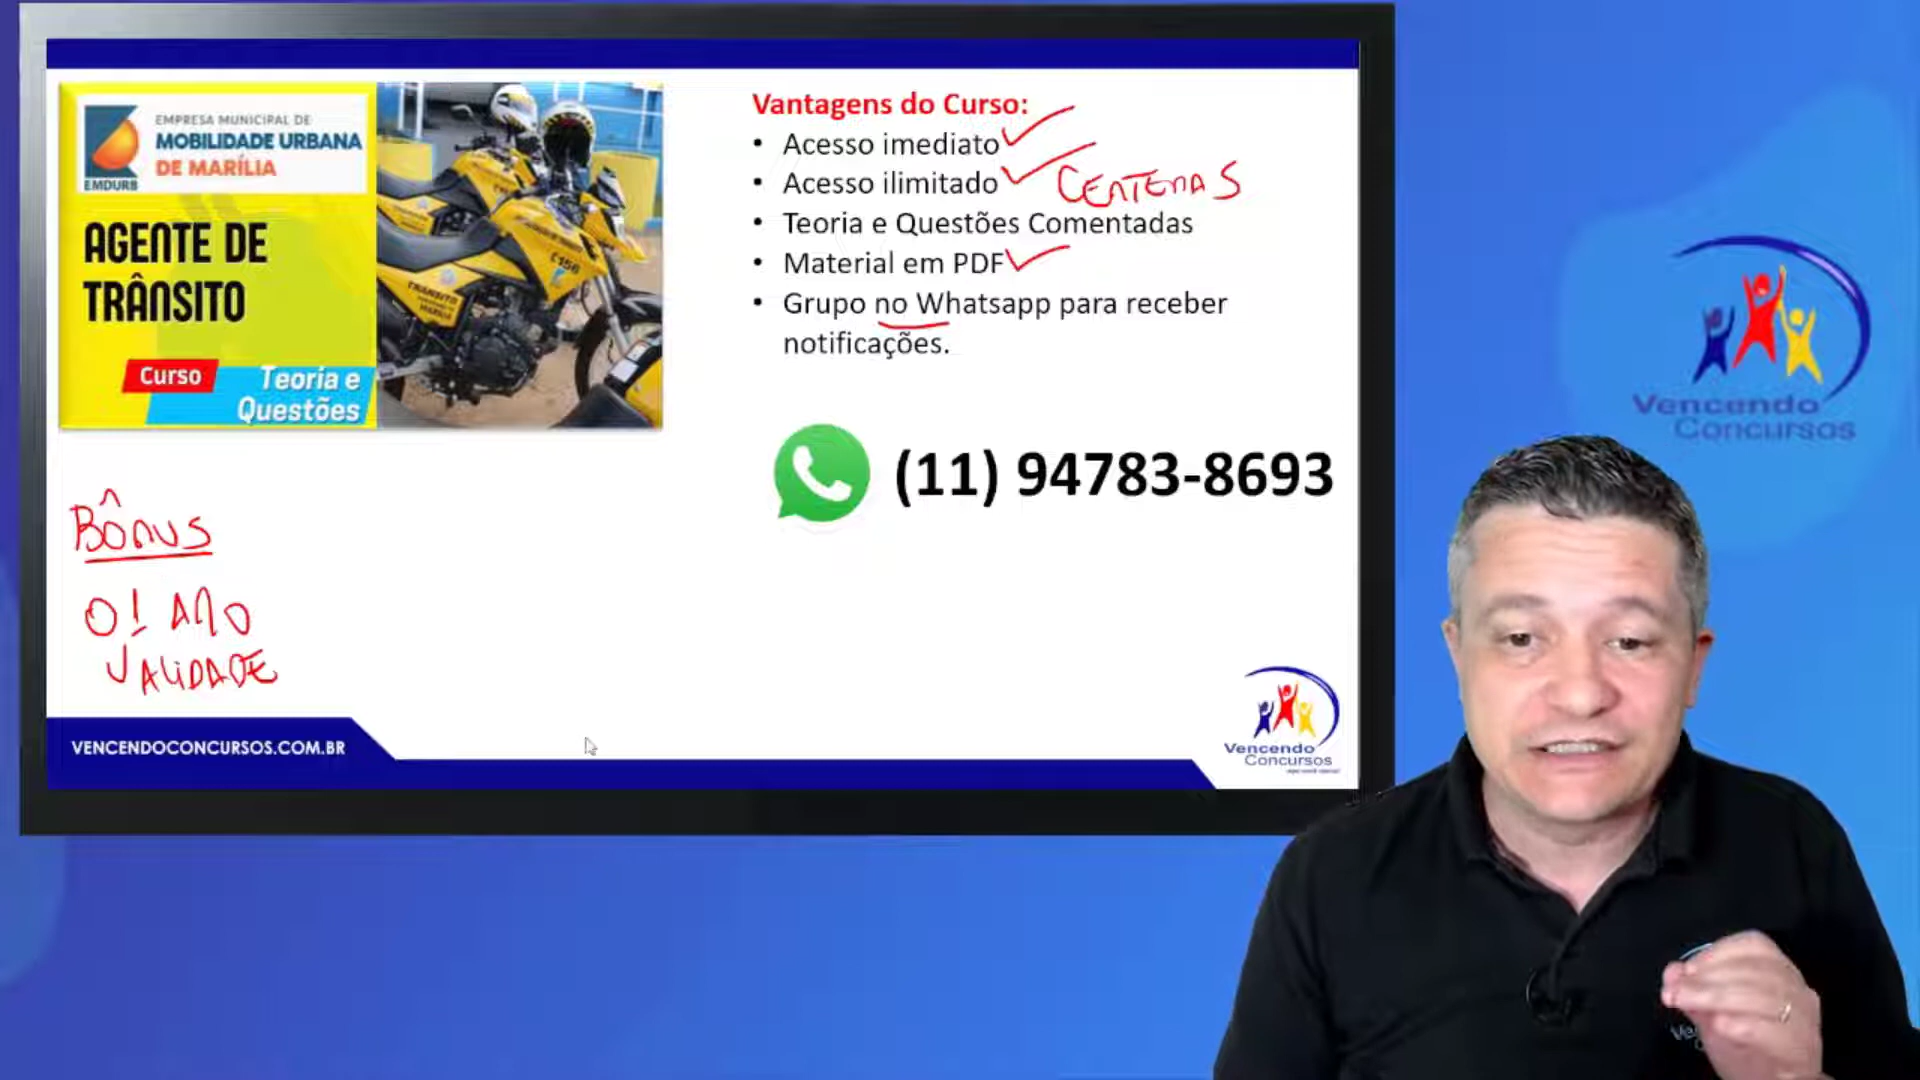 EMPRESA MUNICIPAL DE
MOBILIDADE URBANA
DE MARÍLIA
EMDURB
AGENTE DE
TRÂNSITO
Curso
Teoria e
Questões
C156
TRÂNSITO
Vantagens do Curso:
• Acesso imediato
• Acesso ilimitado
CENTENAS
• Teoria e Questões Comentadas
• Material em PDF
• Grupo no Whatsapp para receber
notificações.
(11) 94783-8693
BÔNUS
01 ANO
VALIDADE
VENCENDOCONCURSOS.COM.BR
Vencendo
Concursos
Vencendo
Concursos